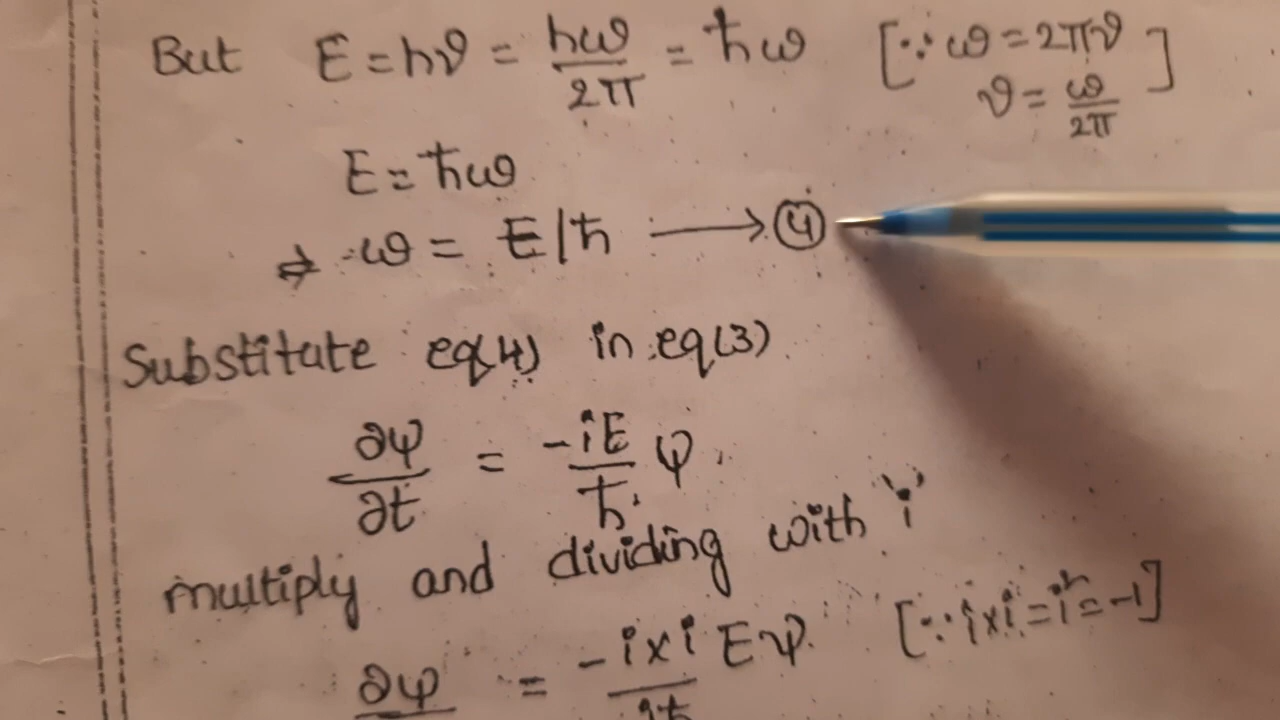 But E = hϑ = hω/2π = ħω [∵ ω = 2πϑ
ϑ = ω/2π ]
E = ħω
⇒ ω = E/ħ ⟶ ④
Substitute eq(4) in eq(3)
∂ψ/∂t = -iE/ħ ψ.
multiply and dividing with 'i'
∂ψ = -i×i/iħ Eψ. [∵ i×i = i² = -1]